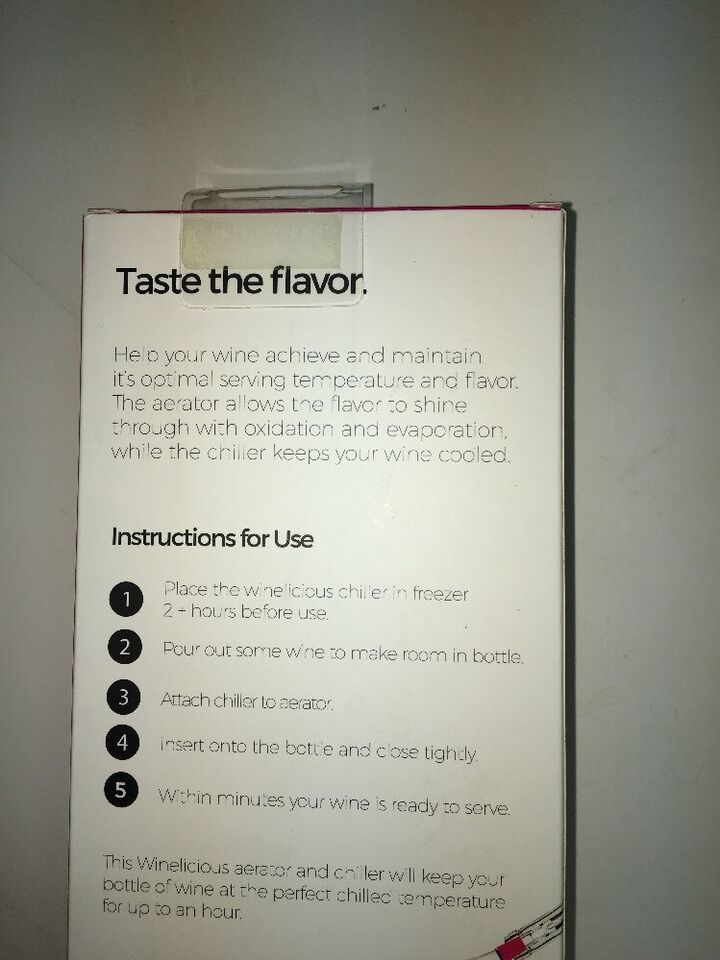 Taste the flavor.
Help your wine achieve and maintain
it's optimal serving temperature and flavor.
The aerator allows the flavor to shine
through with oxidation and evaporation,
while the chiller keeps your wine cooled.
Instructions for Use
1 Place the winelicious chiller in freezer
2 + hours before use.
2 Pour out some wine to make room in bottle.
3 Attach chiller to aerator.
4 Insert onto the bottle and close tightly.
5 Within minutes your wine is ready to serve.
This Winelicious aerator and chiller will keep your
bottle of wine at the perfect chilled temperature
for up to an hour.